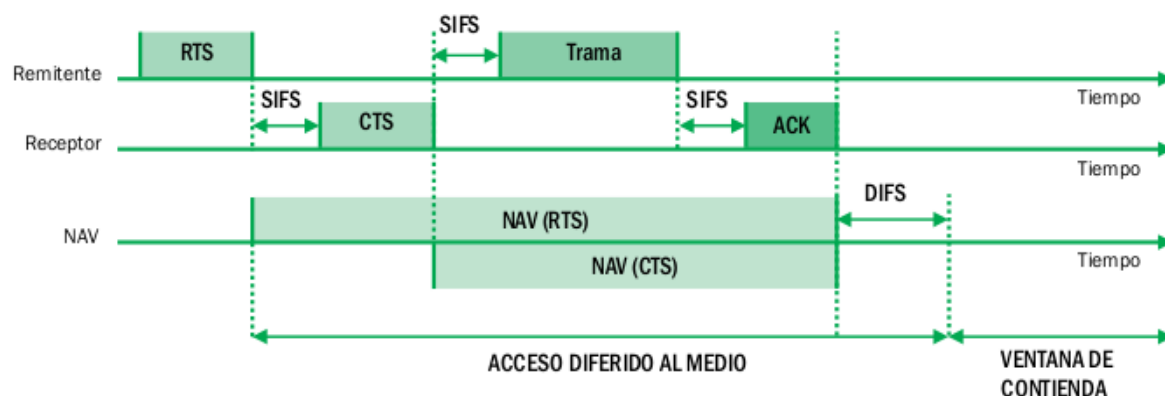 SIFS
RTS
Trama
Remitente
Tiempo
SIFS
CTS
SIFS
ACK
Receptor
Tiempo
DIFS
NAV (RTS)
NAV
Tiempo
NAV (CTS)
ACCESO DIFERIDO AL MEDIO
VENTANA DE
CONTIENDA